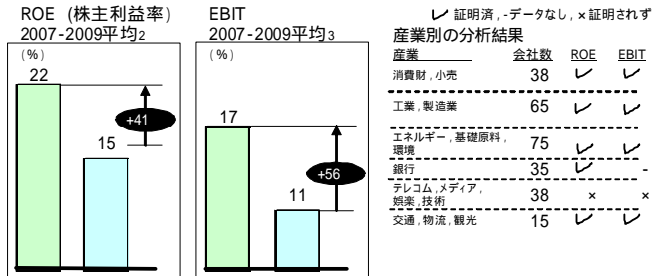 ROE (株主利益率)
2007-2009平均2
(%)
22
+41
15
EBIT
2007-2009平均3
(%)
17
+56
11
✓ 証明済,-データなし,×証明されず
産業別の分析結果
産業 会社数 ROE EBIT
消費財,小売 38 ✓ ✓
工業,製造業 65 ✓ ✓
エネルギー,基礎原料,
環境 75 ✓ ✓
銀行 35 ✓ -
テレコム,メディア,
娯楽,技術 38 × ×
交通,物流,観光 15 ✓ ✓